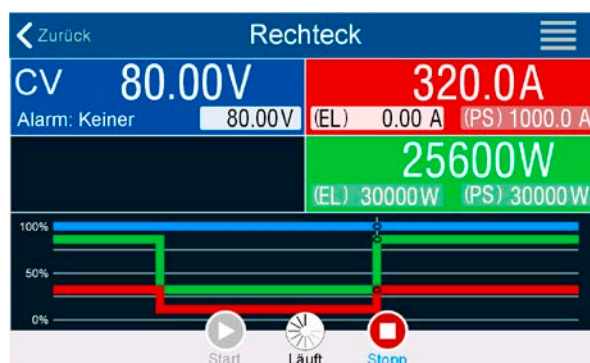 Zurück Rechteck
CV 80.00V 320.0A
Alarm: Keiner 80.00V (EL) 0.00 A (PS) 1000.0 A
25600W
(EL) 30000W (PS) 30000W
100%
50%
0%
Start Läuft Stopp